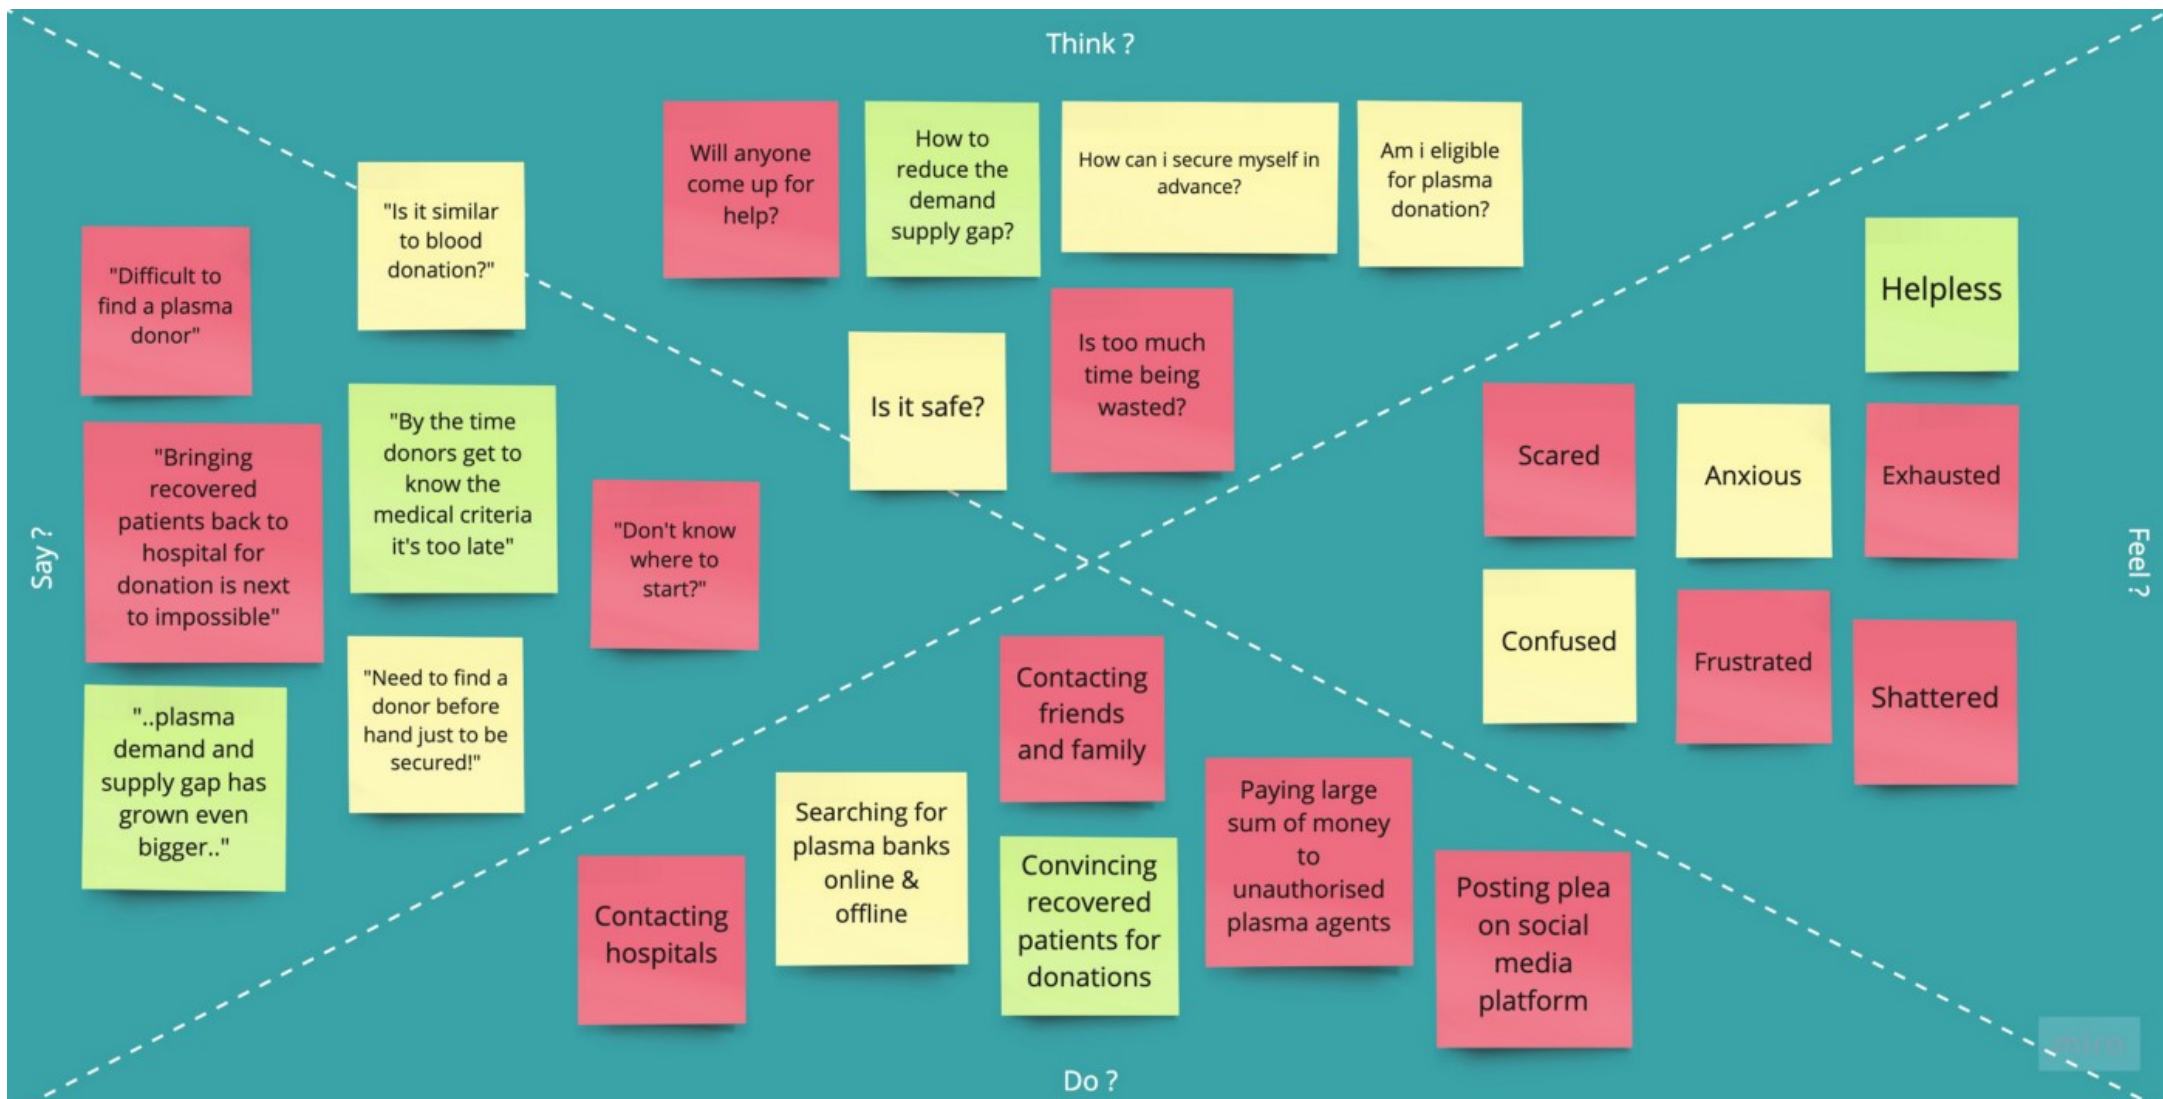 Think ?
Will anyone
come up for
help?
How to
reduce the
demand
supply gap?
How can i secure myself in
advance?
Am i eligible
for plasma
donation?
Is it safe?
Is too much
time being
wasted?
Say ?
"Difficult to
find a plasma
donor"
"Is it similar
to blood
donation?"
"Bringing
recovered
patients back to
hospital for
donation is next
to impossible"
"By the time
donors get to
know the
medical criteria
it's too late"
"Don't know
where to
start?"
"..plasma
demand and
supply gap has
grown even
bigger.."
"Need to find a
donor before
hand just to be
secured!"
Feel ?
Helpless
Scared
Anxious
Exhausted
Confused
Frustrated
Shattered
Contacting
friends
and family
Searching for
plasma banks
online &
offline
Contacting
hospitals
Convincing
recovered
patients for
donations
Paying large
sum of money
to
unauthorised
plasma agents
Posting plea
on social
media
platform
Do ?
miro